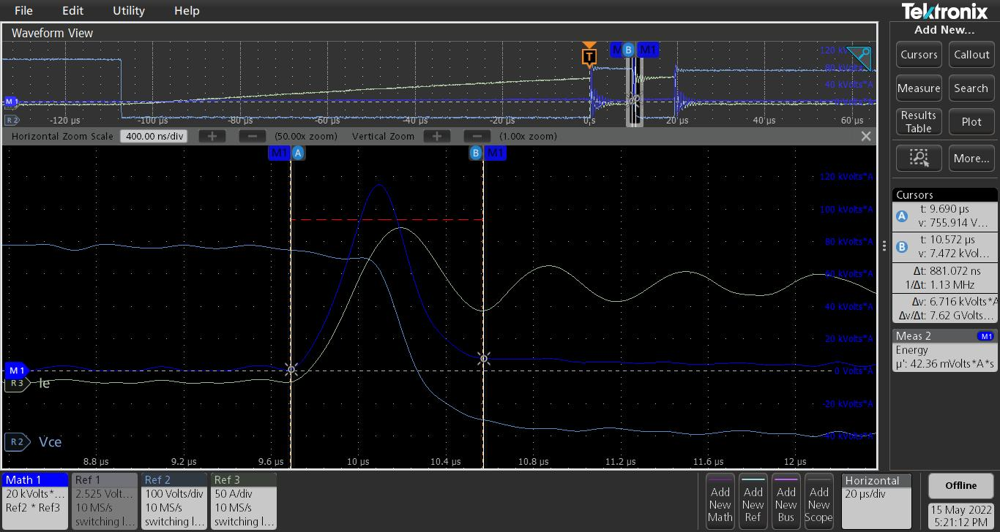 File Edit Utility Help
Tektronix
Waveform View
Add New...
T
M1
B
M1
120 kV
80 kVolts*A
40 kVolts*A
0 Volts*A
M1
R2
-120 µs -100 µs -80 µs -60 µs -40 µs -20 µs 0 s 20 µs 40 µs 60 µs
Horizontal Zoom Scale 400.00 ns/div + − (50.00x zoom) Vertical Zoom + − (1.00x zoom) ×
M1 A B M1
120 kVolts*A
100 kVolts*A
80 kVolts*A
60 kVolts*A
40 kVolts*A
20 kVolts*A
0 Volts*A
-20 kVolts*A
-40 kVolts*A
M1
R3 Ie
R2 Vce
8.8 µs 9.2 µs 9.6 µs 10 µs 10.4 µs 10.8 µs 11.2 µs 11.6 µs 12 µs
Cursors Callout
Measure Search
Results
Table
Plot
More...
Cursors
A
t: 9.690 µs
v: 755.914 V...
B
t: 10.572 µs
v: 7.472 kVol...
Δt: 881.072 ns
1/Δt: 1.13 MHz
Δv: 6.716 kVolts*A
Δv/Δt: 7.62 GVolts...
Meas 2 M1
Energy
µ': 42.36 mVolts*A*s
Math 1
20 kVolts*...
Ref2 * Ref3
Ref 1
2.525 Volt...
10 MS/s
switching l...
Ref 2
100 Volts/div
10 MS/s
switching l...
Ref 3
50 A/div
10 MS/s
switching l...
Add
New
Math
Add
New
Ref
Add
New
Bus
Add
New
Scope
Horizontal
20 µs/div
Offline
15 May 2022
5:21:12 PM